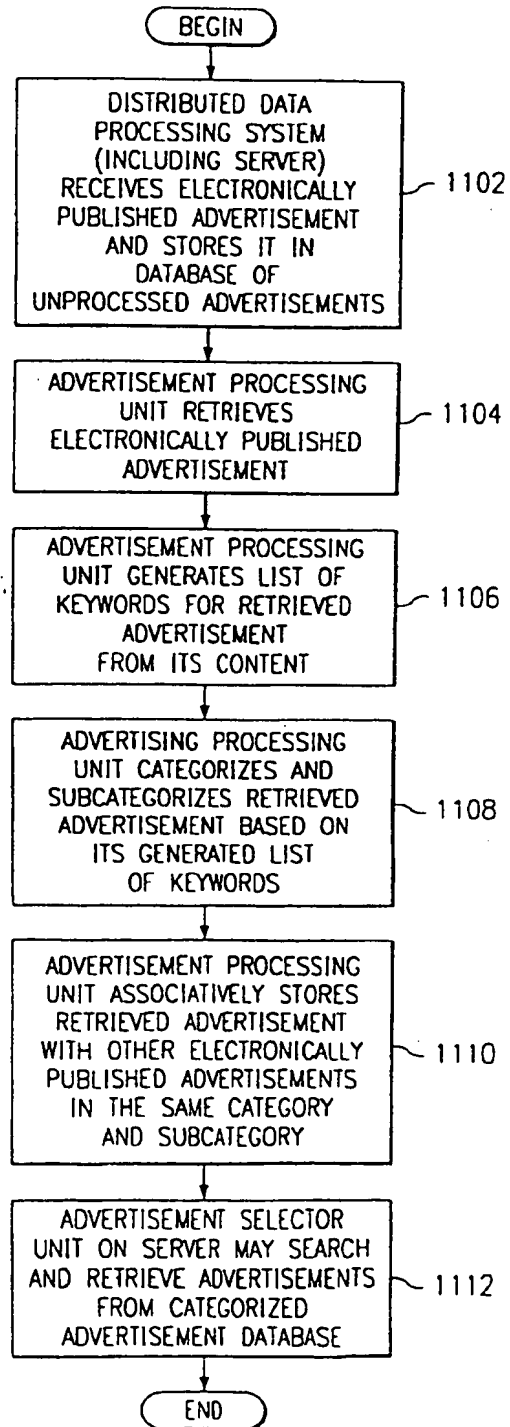 BEGIN
DISTRIBUTED DATA
PROCESSING SYSTEM
(INCLUDING SERVER)
RECEIVES ELECTRONICALLY
PUBLISHED ADVERTISEMENT
AND STORES IT IN
DATABASE OF
UNPROCESSED ADVERTISEMENTS
1102
ADVERTISEMENT PROCESSING
UNIT RETRIEVES
ELECTRONICALLY PUBLISHED
ADVERTISEMENT
1104
ADVERTISEMENT PROCESSING
UNIT GENERATES LIST OF
KEYWORDS FOR RETRIEVED
ADVERTISEMENT
FROM ITS CONTENT
1106
ADVERTISING PROCESSING
UNIT CATEGORIZES AND
SUBCATEGORIZES RETRIEVED
ADVERTISEMENT BASED ON
ITS GENERATED LIST
OF KEYWORDS
1108
ADVERTISEMENT PROCESSING
UNIT ASSOCIATIVELY STORES
RETRIEVED ADVERTISEMENT
WITH OTHER ELECTRONICALLY
PUBLISHED ADVERTISEMENTS
IN THE SAME CATEGORY
AND SUBCATEGORY
1110
ADVERTISEMENT SELECTOR
UNIT ON SERVER MAY SEARCH
AND RETRIEVE ADVERTISEMENTS
FROM CATEGORIZED
ADVERTISEMENT DATABASE
1112
END